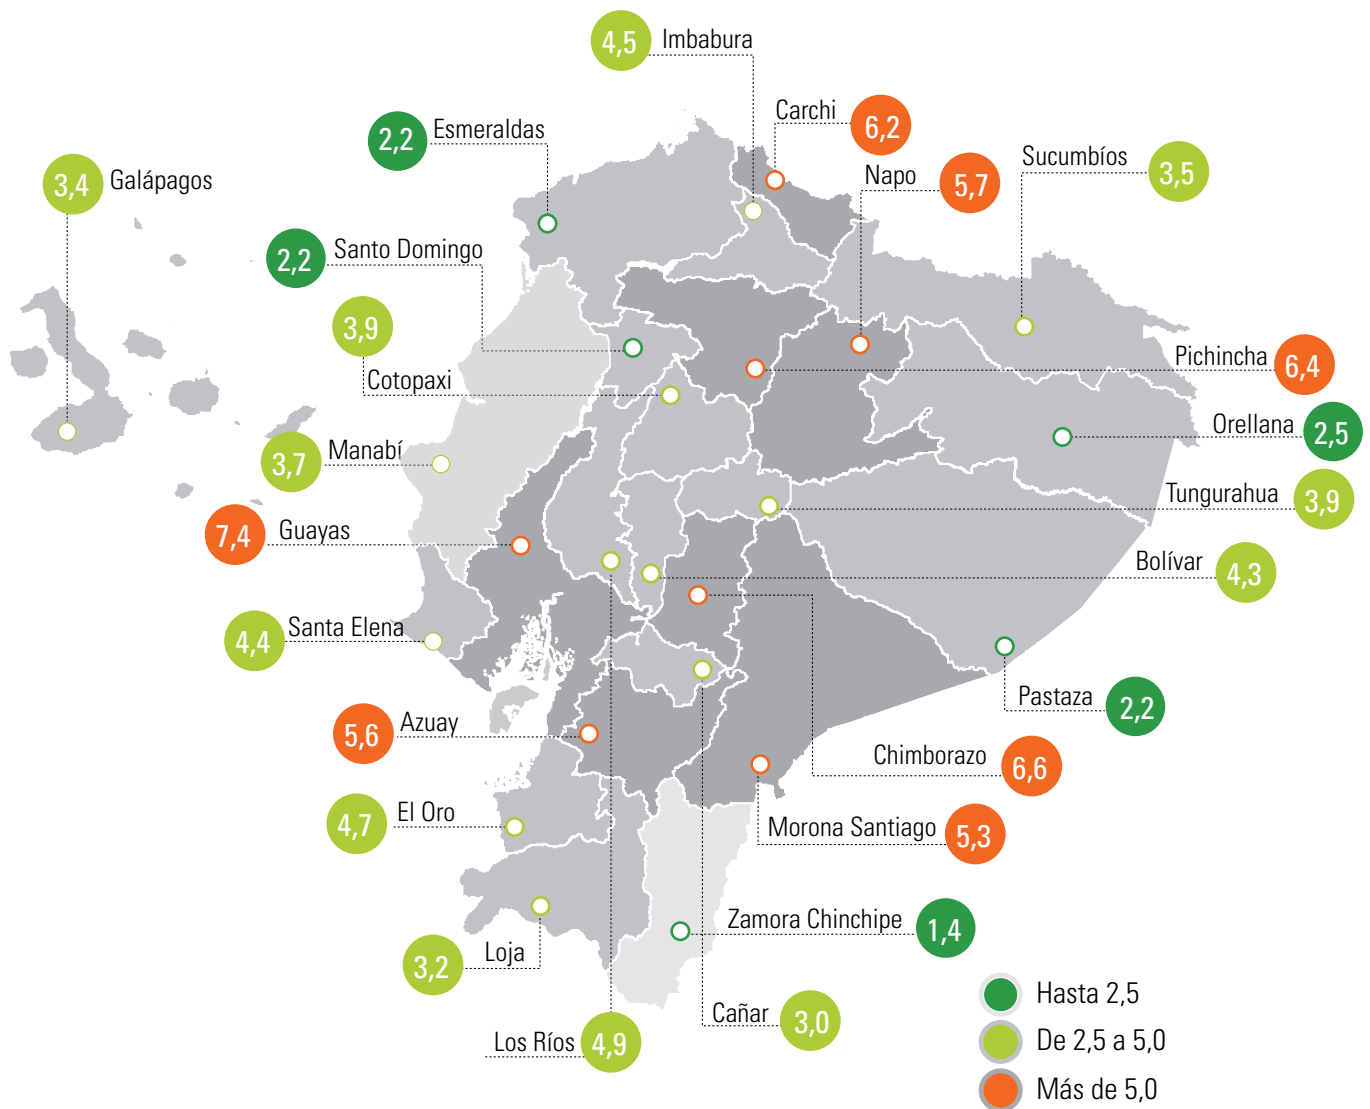 4,5 Imbabura
Carchi 6,2
2,2 Esmeraldas
Sucumbíos 3,5
Napo 5,7
3,4 Galápagos
2,2 Santo Domingo
3,9
Cotopaxi
Pichincha 6,4
Orellana 2,5
3,7 Manabí
Tungurahua 3,9
7,4 Guayas
Bolívar 4,3
4,4 Santa Elena
Pastaza 2,2
5,6 Azuay
Chimborazo 6,6
4,7 El Oro
Morona Santiago 5,3
Zamora Chinchipe 1,4
3,2 Loja
Cañar 3,0
Los Ríos 4,9
Hasta 2,5
De 2,5 a 5,0
Más de 5,0